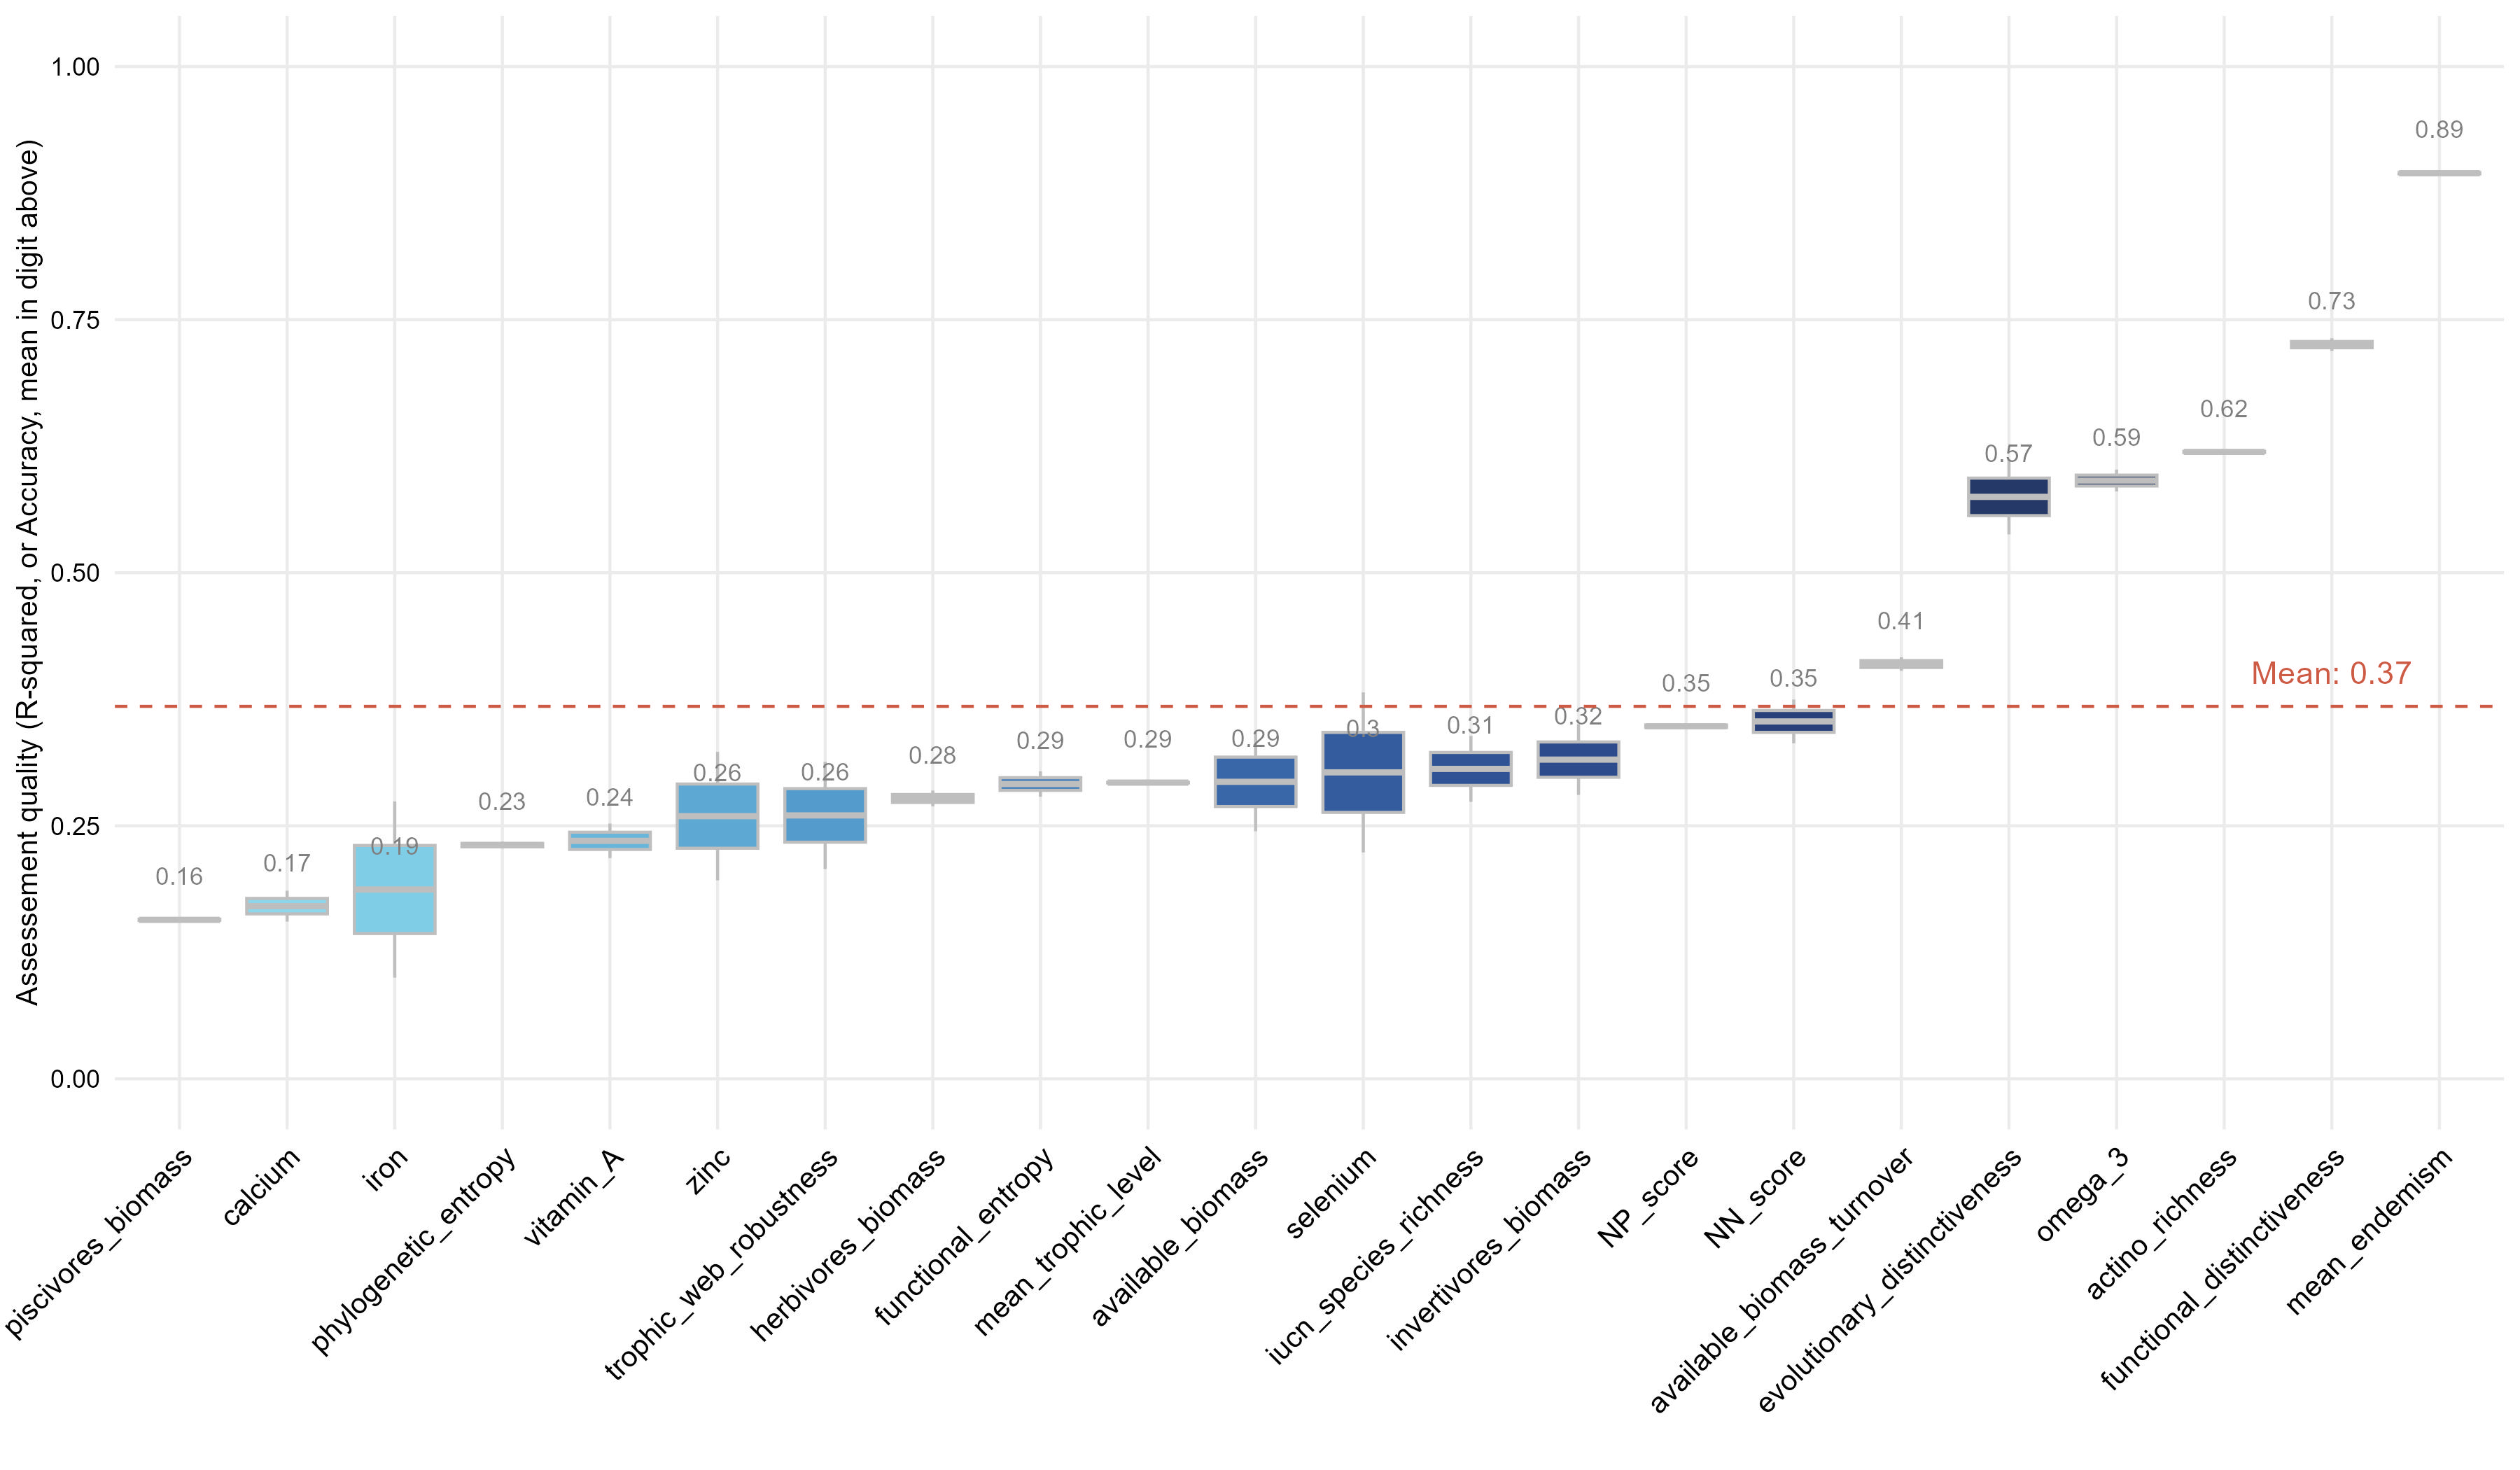 Assessement quality (R-squared, or Accuracy, mean in digit above)
1.00
0.75
0.50
0.25
0.00
0.16
0.17
0.19
0.23
0.24
0.26
0.26
0.28
0.29
0.29
0.29
0.3
0.31
0.32
0.35
0.35
0.41
0.57
0.59
0.62
0.73
0.89
Mean: 0.37
piscivores_biomass
calcium
iron
phylogenetic_entropy
vitamin_A
zinc
trophic_web_robustness
herbivores_biomass
functional_entropy
mean_trophic_level
available_biomass
selenium
iucn_species_richness
invertivores_biomass
NP_score
NN_score
available_biomass_turnover
evolutionary_distinctiveness
omega_3
actino_richness
functional_distinctiveness
mean_endemism